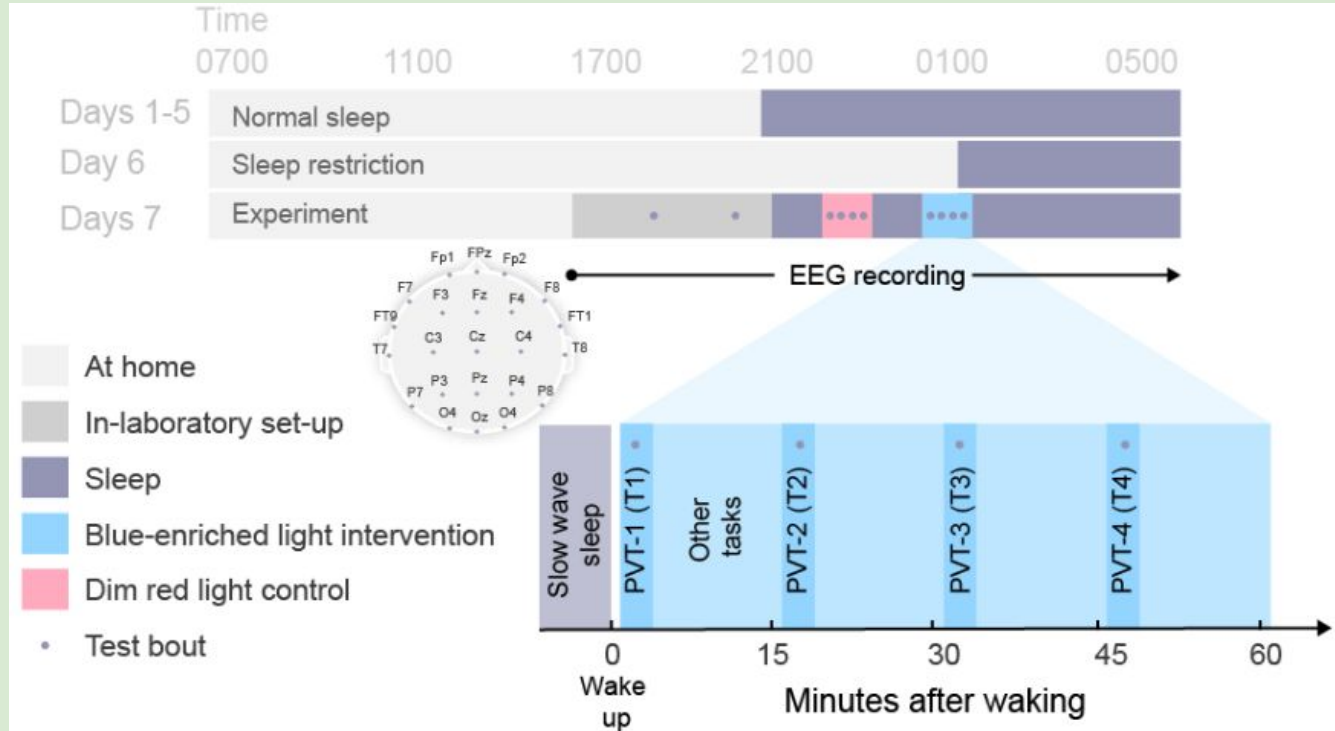 Time
0700 1100 1700 2100 0100 0500
Days 1-5 Normal sleep
Day 6 Sleep restriction
Days 7 Experiment
EEG recording
Fp1 FPz Fp2
F7 F3 Fz F4 F8
FT9 FT1
T7 C3 Cz C4 T8
P7 P3 Pz P4 P8
O4 Oz O4
At home
In-laboratory set-up
Sleep
Blue-enriched light intervention
Dim red light control
Test bout
Slow wave
sleep
PVT-1 (T1)
Other
tasks
PVT-2 (T2)
PVT-3 (T3)
PVT-4 (T4)
0 15 30 45 60
Wake
up
Minutes after waking